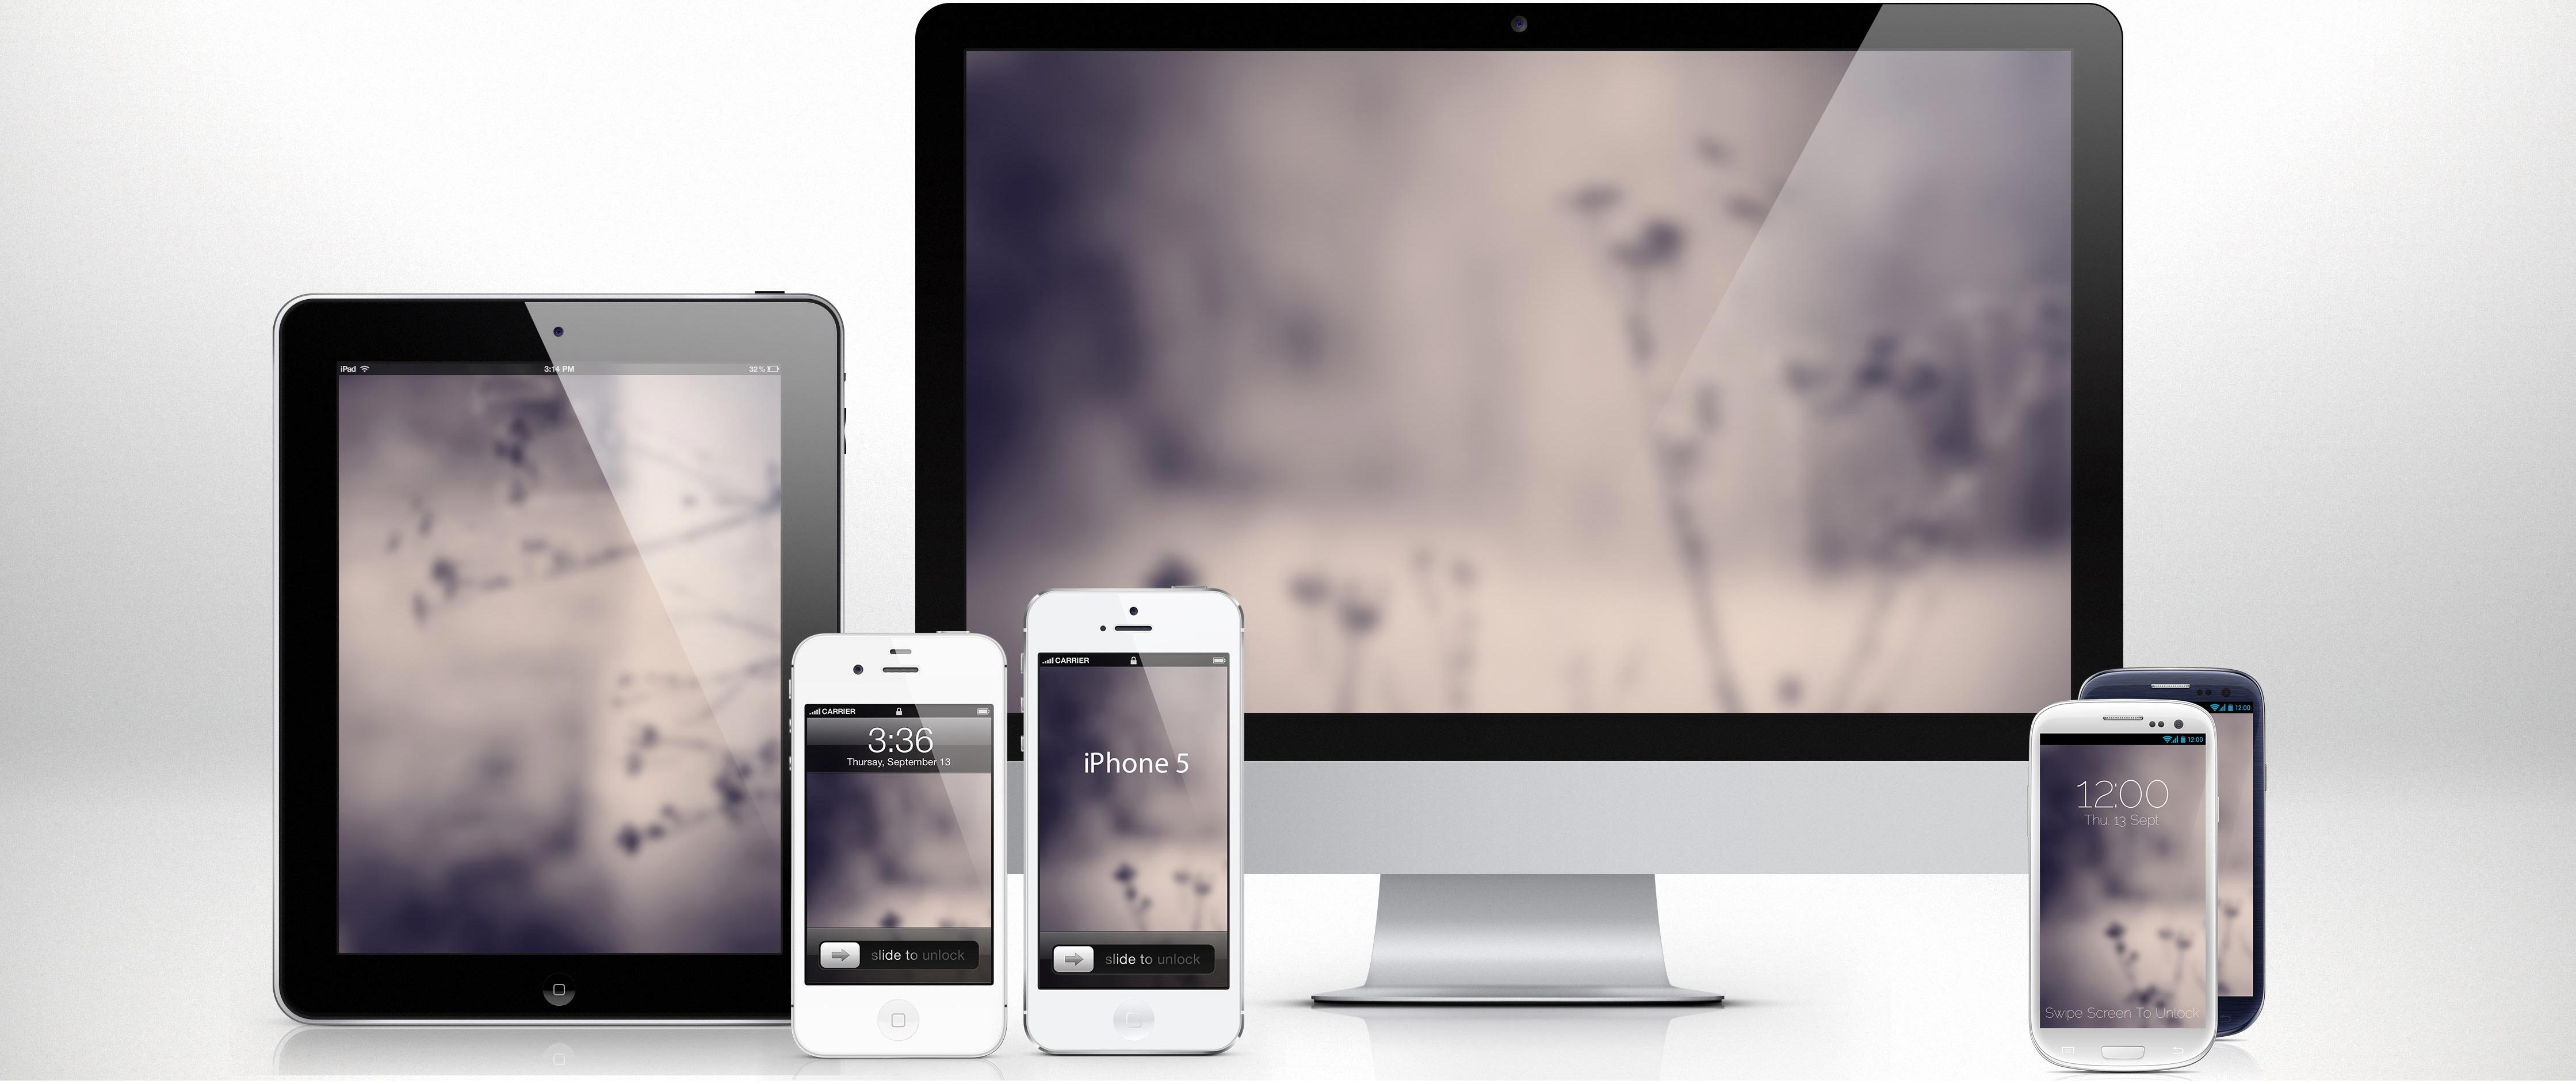 iPad 3:14 PM 32%
CARRIER
3:36
Thursay, September 13
slide to unlock
CARRIER
iPhone 5
slide to unlock
12:00
12:00
12:00
Thu. 13 Sept
Swipe Screen To Unlock